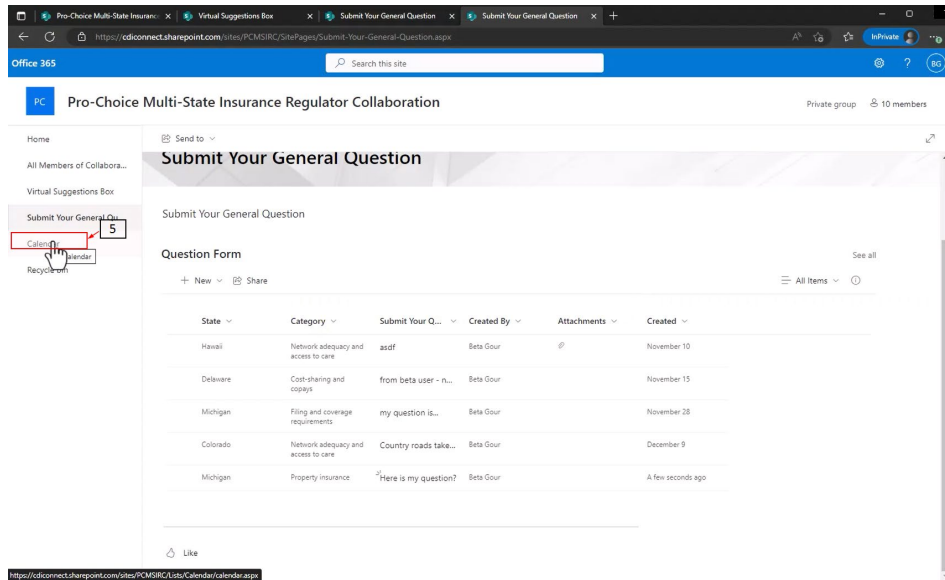 Pro-Choice Multi-State Insuranc
Virtual Suggestions Box
Submit Your General Question
Submit Your General Question
https://cdiconnect.sharepoint.com/sites/PCMSIRC/SitePages/Submit-Your-General-Question.aspx
InPrivate
Office 365
Search this site
BG
PC
Pro-Choice Multi-State Insurance Regulator Collaboration
Private group
10 members
Home
Send to
All Members of Collabora...
Submit Your General Question
Virtual Suggestions Box
Submit Your General Qu
Submit Your General Question
5
Calendar
alendar
Recycle bin
Question Form
See all
New
Share
All Items
State
Category
Submit Your Q...
Created By
Attachments
Created
Hawaii
Network adequacy and access to care
asdf
Beta Gour
November 10
Delaware
Cost-sharing and copays
from beta user - n...
Beta Gour
November 15
Michigan
Filing and coverage requirements
my question is...
Beta Gour
November 28
Colorado
Network adequacy and access to care
Country roads take...
Beta Gour
December 9
Michigan
Property insurance
Here is my question?
Beta Gour
A few seconds ago
Like
https://cdiconnect.sharepoint.com/sites/PCMSIRC/Lists/Calendar/calendar.aspx